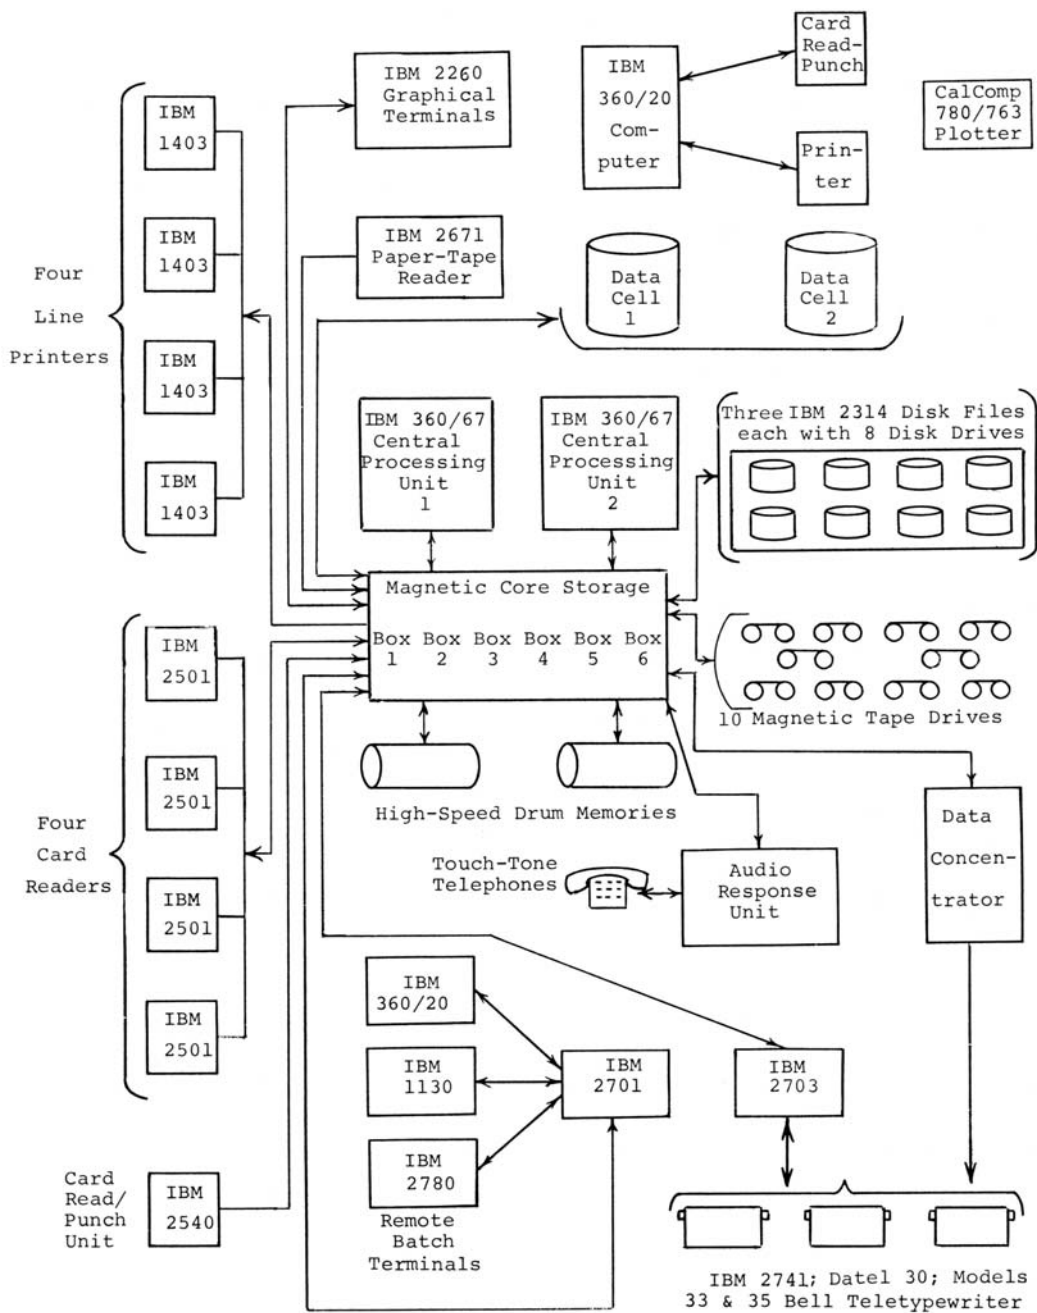 IBM 2260
Graphical
Terminals
IBM
360/20
Com-
puter
Card
Read-
Punch
Prin-
ter
CalComp
780/763
Plotter
IBM
1403
IBM
1403
IBM
1403
IBM
1403
Four
Line
Printers
IBM 2671
Paper-Tape
Reader
Data
Cell
1
Data
Cell
2
IBM 360/67
Central
Processing
Unit
1
IBM 360/67
Central
Processing
Unit
2
Three IBM 2314 Disk Files
each with 8 Disk Drives
Magnetic Core Storage
Box Box Box Box Box Box
1 2 3 4 5 6
10 Magnetic Tape Drives
IBM
2501
IBM
2501
IBM
2501
IBM
2501
Four
Card
Readers
High-Speed Drum Memories
Touch-Tone
Telephones
Audio
Response
Unit
Data
Concen-
trator
IBM
360/20
IBM
1130
IBM
2780
Remote
Batch
Terminals
IBM
2701
IBM
2703
Card
Read/
Punch
Unit
IBM
2540
IBM 2741; Datel 30; Models
33 & 35 Bell Teletypewriter